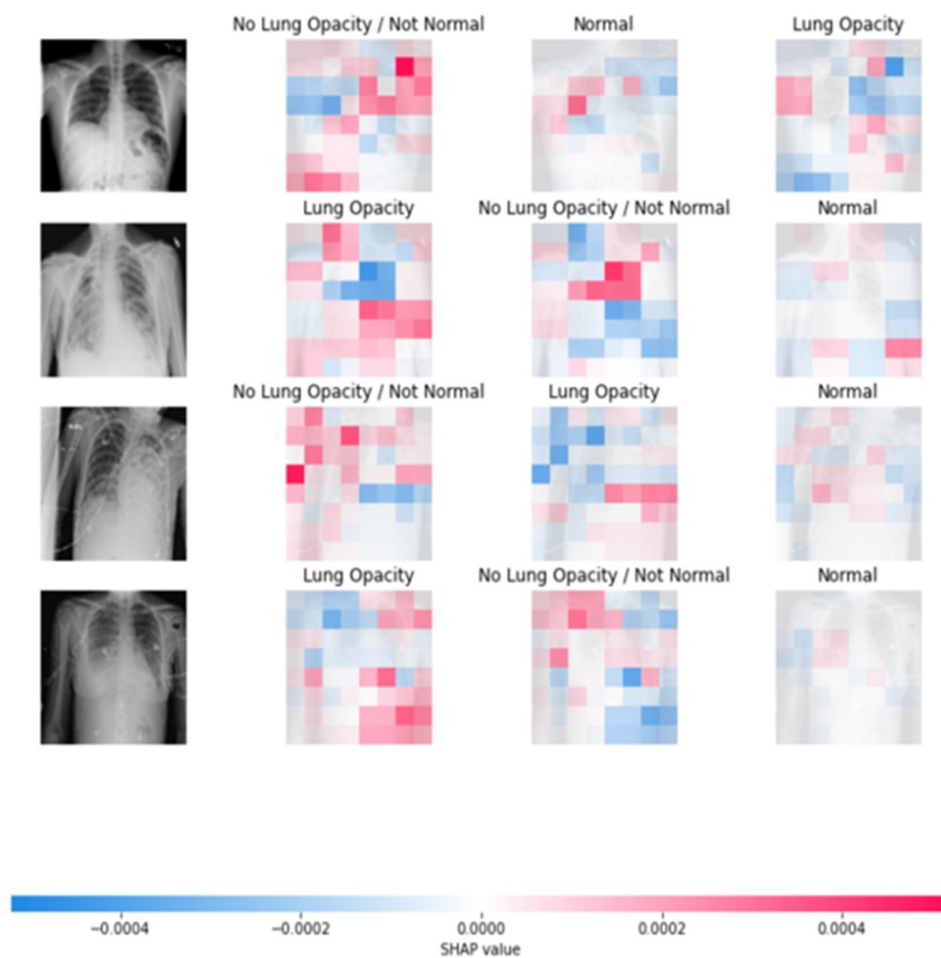 No Lung Opacity / Not Normal Normal Lung Opacity
Lung Opacity No Lung Opacity / Not Normal Normal
No Lung Opacity / Not Normal Lung Opacity Normal
Lung Opacity No Lung Opacity / Not Normal Normal
−0.0004 −0.0002 0.0000 0.0002 0.0004
SHAP value